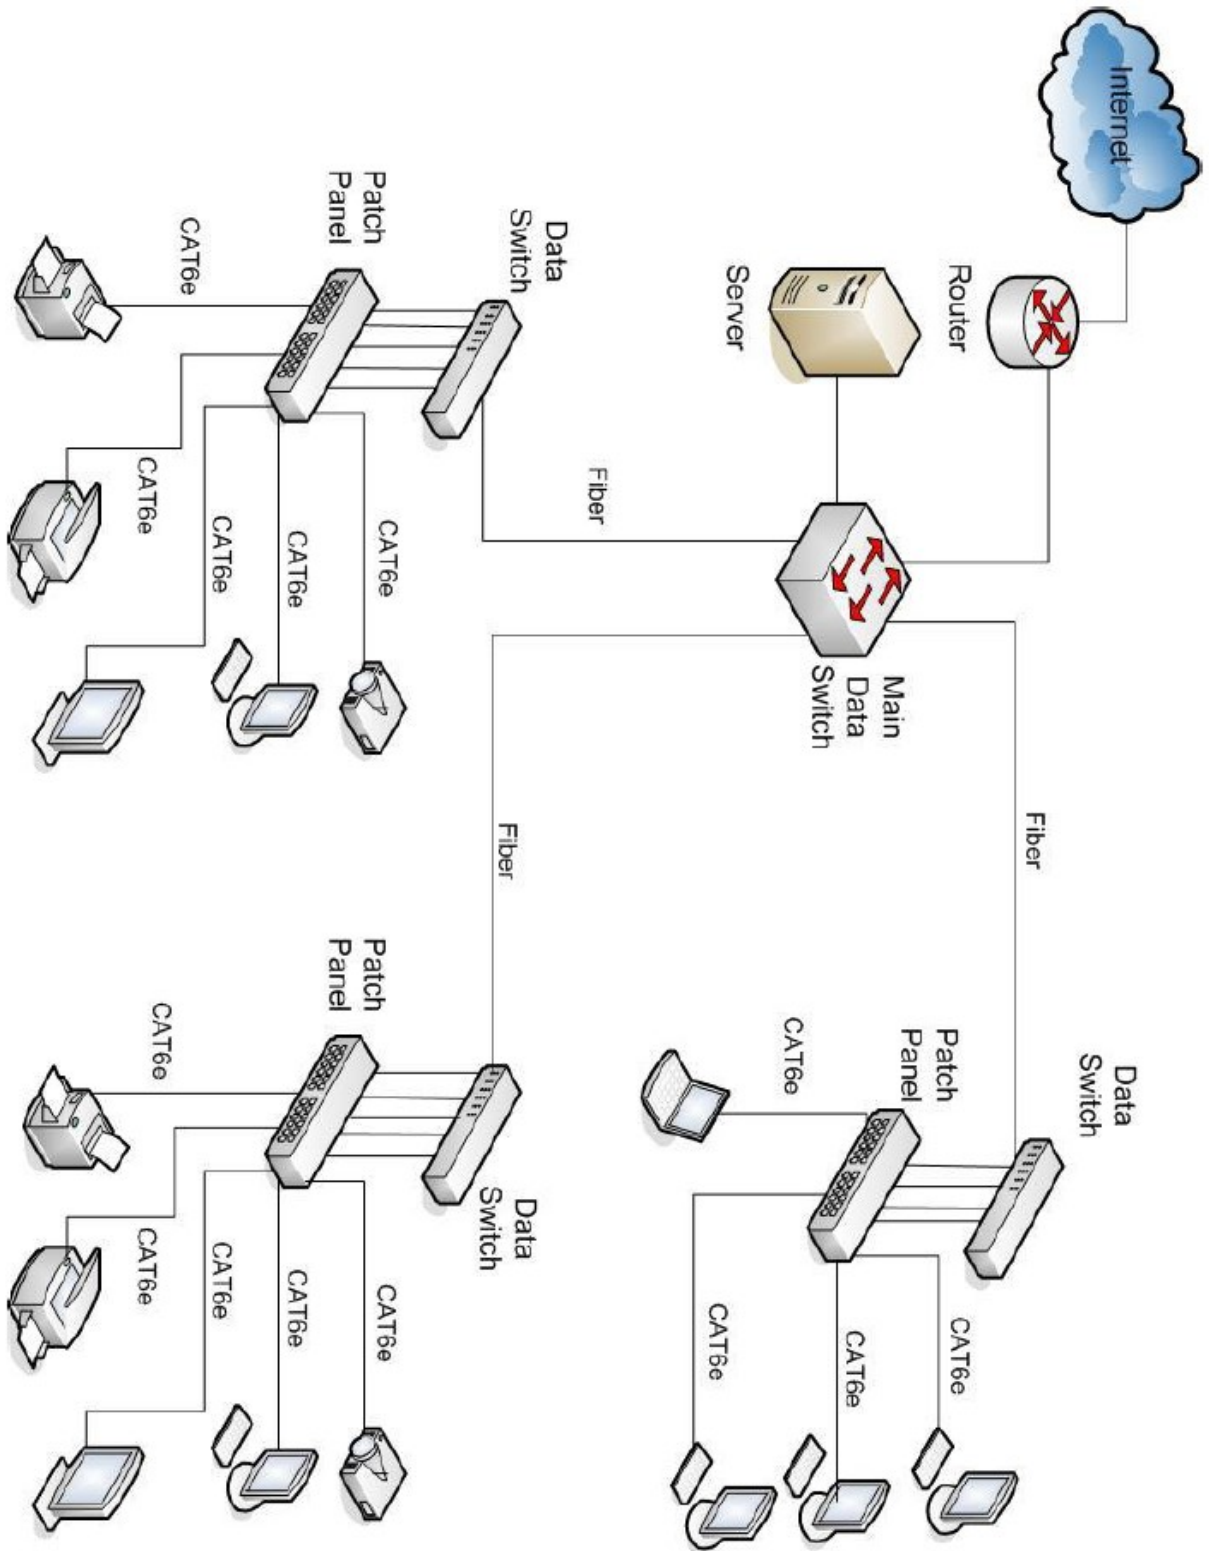 Internet
Data
Switch
Fiber
Router
Patch
Panel
CAT6e
Main
Data
Switch
CAT6e
CAT6e
Server
CAT6e
Fiber
Data
Switch
Fiber
Data
Switch
Patch
Panel
CAT6e
Patch
Panel
CAT6e
CAT6e
CAT6e
CAT6e
CAT6e
CAT6e
CAT6e
CAT6e
CAT6e